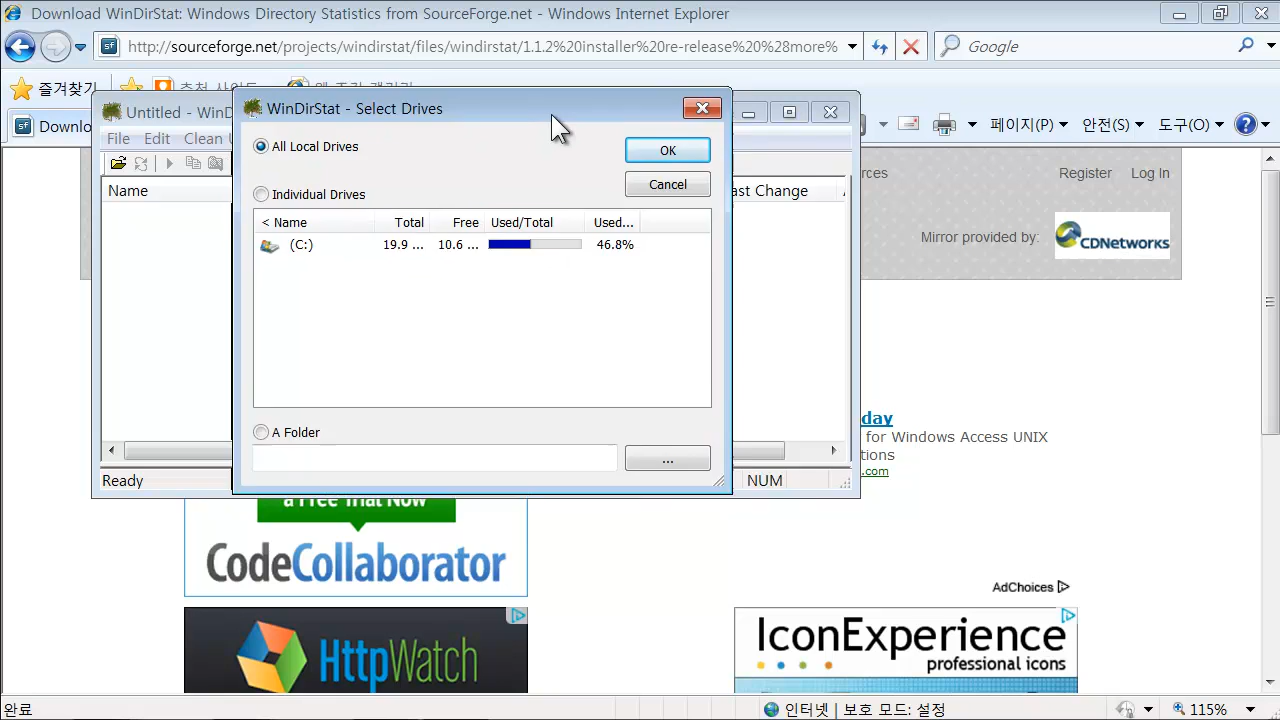 Download WinDirStat: Windows Directory Statistics from SourceForge.net - Windows Internet Explorer
http://sourceforge.net/projects/windirstat/files/windirstat/1.1.2%20installer%20re-release%20%28more%
Google
즐겨찾기
Downlo
페이지(P)
안전(S)
도구(O)
Untitled - WinD
File Edit Clean U
Name
ast Change
Ready
NUM
WinDirStat - Select Drives
All Local Drives
OK
Cancel
Individual Drives
< Name Total Free Used/Total Used...
(C:) 19.9 ... 10.6 ... 46.8%
A Folder
...
rces
Register Log In
Mirror provided by:
CDNetworks
day
for Windows Access UNIX
tions
.com
a Free Trial Now
CodeCollaborator
AdChoices
HttpWatch
IconExperience
professional icons
완료
인터넷 | 보호 모드: 설정
115%